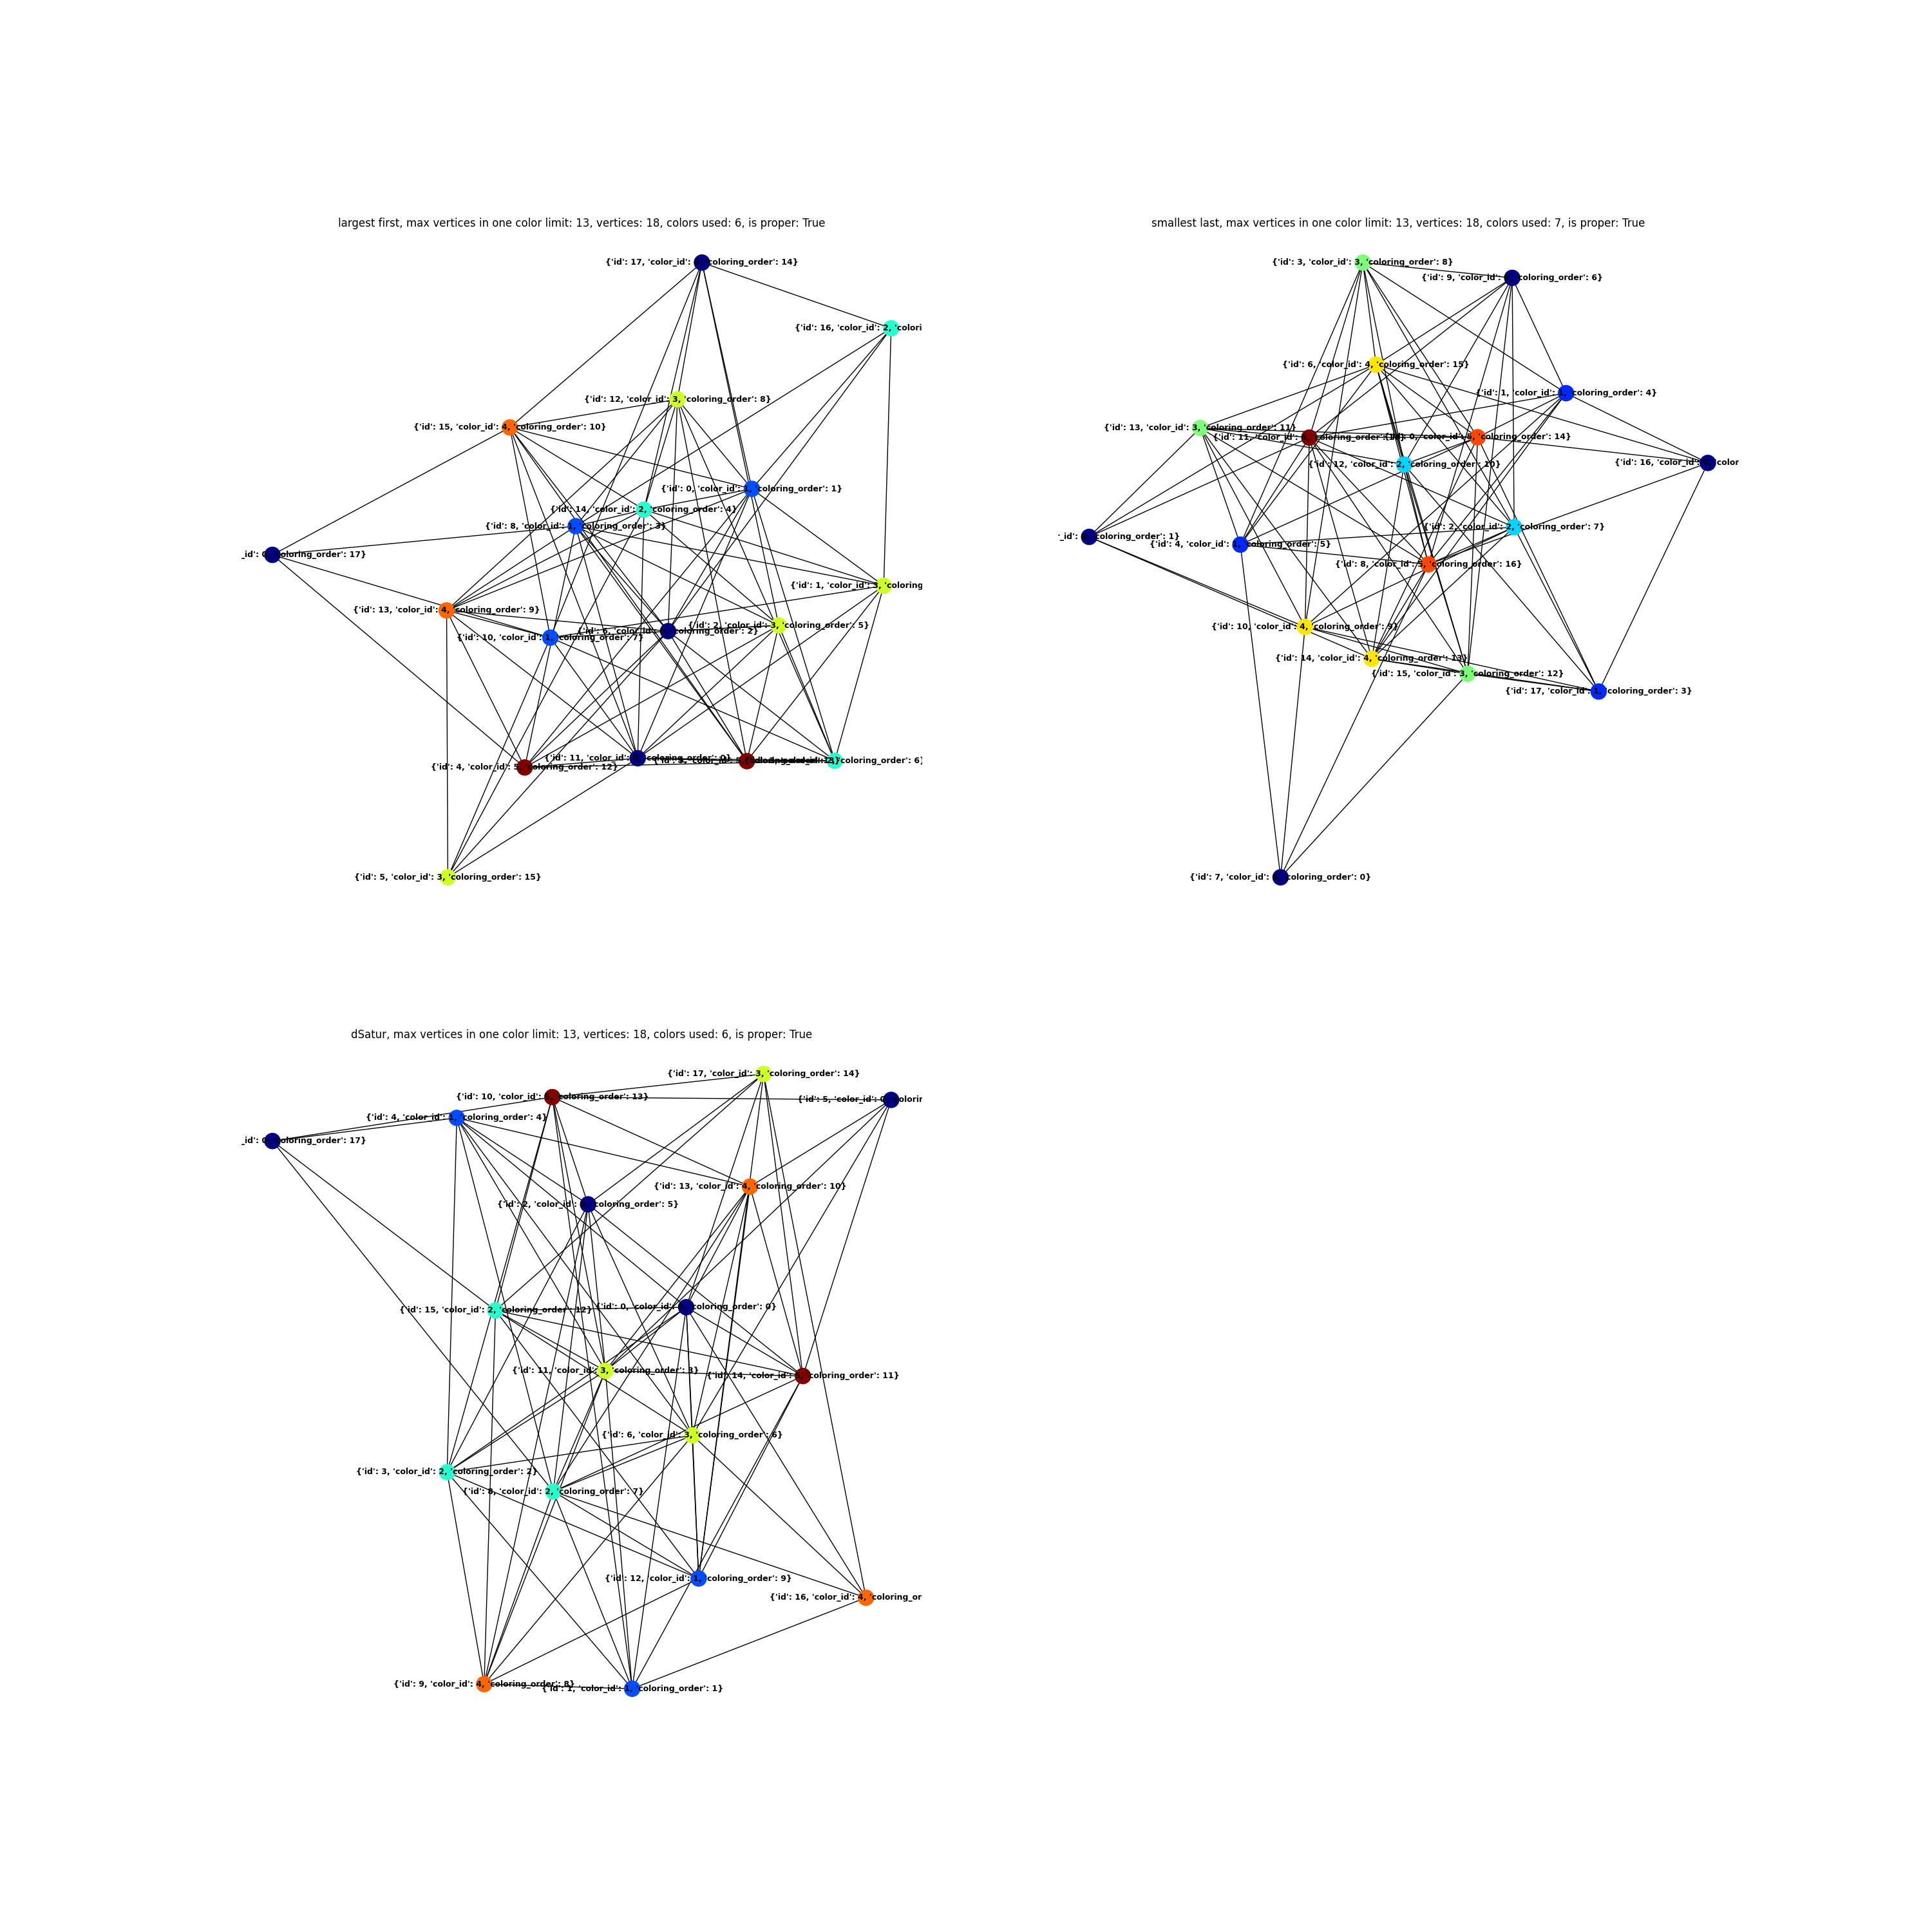 largest first, max vertices in one color limit: 13, vertices: 18, colors used: 6, is proper: True
{'id': 17, 'color_id': coloring_order': 14}
{'id': 16, 'color_id': 2, 'colori
{'id': 12, 'color_id': 3, 'coloring_order': 8}
{'id': 15, 'color_id': 4, 'coloring_order': 10}
{'id': 0, 'color_id': 1, 'coloring_order': 1}
{'id': 14, 'color_id': 2, 'coloring_order': 4}
{'id': 8, 'color_id': 1, 'coloring_order': 3}
_id': 0, 'coloring_order': 17}
{'id': 1, 'color_id': 3, 'coloring
{'id': 13, 'color_id': 4, 'coloring_order': 9}
{'id': 2, 'color_id': 3, 'coloring_order': 5}
{'id': 6, 'color_id': coloring_order': 2}
{'id': 10, 'color_id': 1, 'coloring_order': 7}
{'id': 11, 'color_id': coloring_order': 0}
coloring_order': 6}
{'id': 4, 'color_id': 5, 'coloring_order': 12}
{'id': 5, 'color_id': 3, 'coloring_order': 15}
smallest last, max vertices in one color limit: 13, vertices: 18, colors used: 7, is proper: True
{'id': 3, 'color_id': 3, 'coloring_order': 8}
{'id': 9, 'color_id': coloring_order': 6}
{'id': 6, 'color_id': 4, 'coloring_order': 15}
{'id': 1, 'color_id': 1, 'coloring_order': 4}
{'id': 13, 'color_id': 3, 'coloring_order': 11}
{'id': 11, 'color_id': coloring_order':
0, 'color_id': 5, 'coloring_order': 14}
{'id': 12, 'color_id': 2, 'coloring_order': 10}
{'id': 16, 'color_id': 'color
{'id': 2, 'color_id': 2, 'coloring_order': 7}
_id': coloring_order': 1}
{'id': 4, 'color_id': 1, 'coloring_order': 5}
{'id': 8, 'color_id': 5, 'coloring_order': 16}
{'id': 10, 'color_id': 4, 'coloring_order': 9}
{'id': 14, 'color_id': 4, 'coloring_order': 13}
{'id': 15, 'color_id': 3, 'coloring_order': 12}
{'id': 17, 'color_id': 1, 'coloring_order': 3}
{'id': 7, 'color_id': coloring_order': 0}
dSatur, max vertices in one color limit: 13, vertices: 18, colors used: 6, is proper: True
{'id': 17, 'color_id': 3, 'coloring_order': 14}
{'id': 10, 'color_id': 5, 'coloring_order': 13}
{'id': 5, 'color_id': 0, 'colorin
{'id': 4, 'color_id': 1, 'coloring_order': 4}
_id': 0, 'coloring_order': 17}
{'id': 13, 'color_id': 4, 'coloring_order': 10}
{'id': 2, 'color_id': coloring_order': 5}
{'id': 0, 'color_id': coloring_order': 0}
{'id': 15, 'color_id': 2, 'coloring_order': 12}
{'id': 11, 'color_id': 3, 'coloring_order': 3}
{'id': 14, 'color_id': coloring_order': 11}
{'id': 6, 'color_id': 3, 'coloring_order': 6}
{'id': 3, 'color_id': 2, 'coloring_order': 2}
{'id': 8, 'color_id': 2, 'coloring_order': 7}
{'id': 12, 'color_id': 1, 'coloring_order': 9}
{'id': 16, 'color_id': 4, 'coloring_or
{'id': 9, 'color_id': 4, 'coloring_order': 8}
{'id': 1, 'color_id': 1, 'coloring_order': 1}